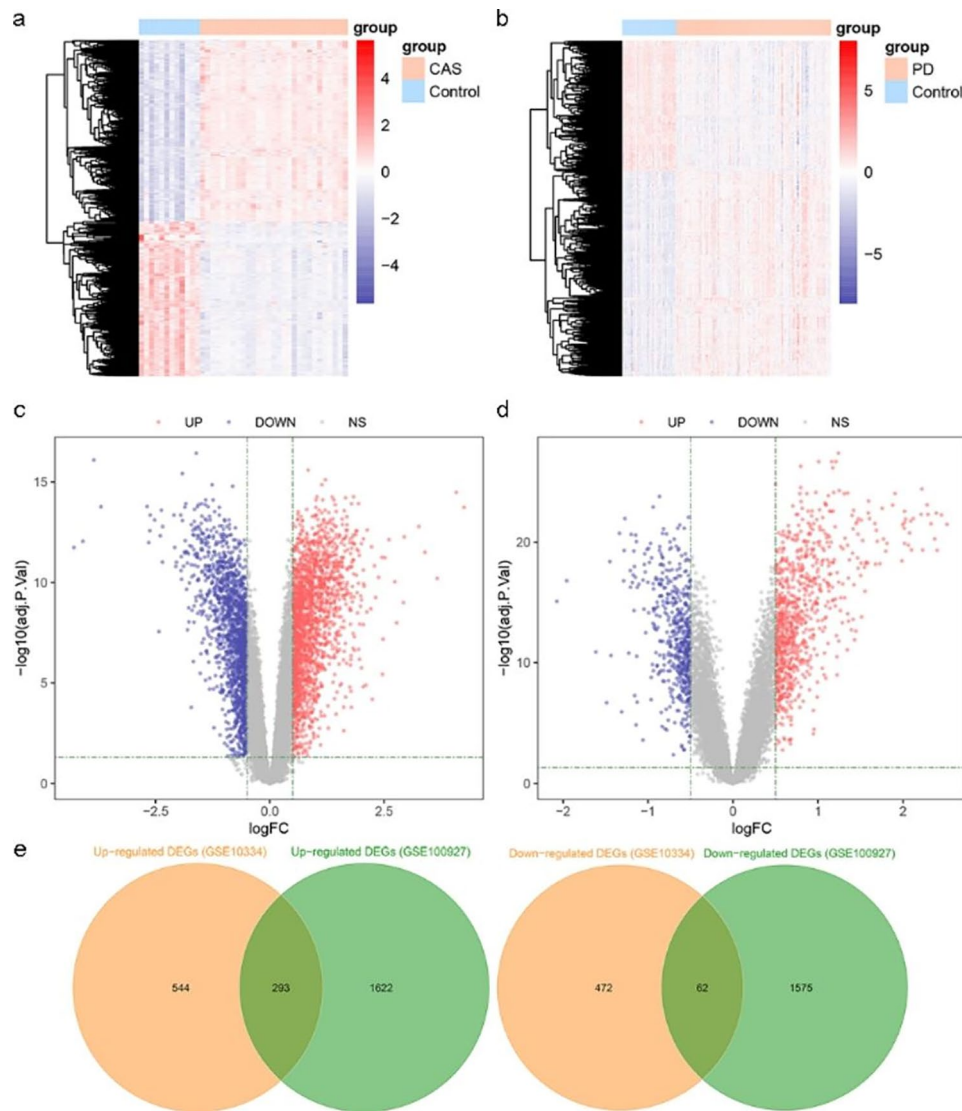 a
group
4
2
0
−2
−4
group
CAS
Control
b
group
5
0
−5
group
PD
Control
c
UP DOWN NS
−log10(adj.P.Val)
15
10
5
0
−2.5 0.0 2.5
logFC
d
UP DOWN NS
−log10(adj.P.Val)
20
10
0
−2 −1 0 1 2
logFC
e
Up−regulated DEGs (GSE10334) Up−regulated DEGs (GSE100927)
544 293 1622
Down−regulated DEGs (GSE10334) Down−regulated DEGs (GSE100927)
472 62 1575